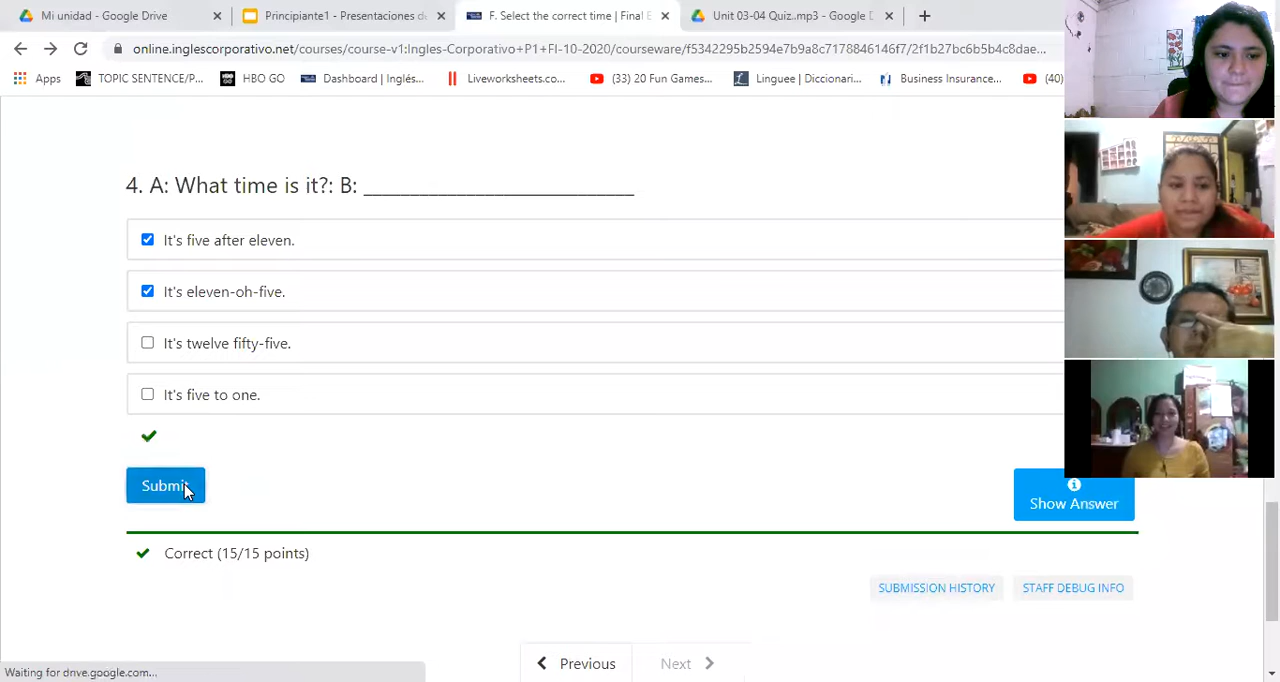 Mi unidad - Google Drive
Principiante1 - Presentaciones d
F. Select the correct time | Final E
Unit 03-04 Quiz..mp3 - Google D
online.inglescorporativo.net/courses/course-v1:Ingles-Corporativo+P1+FI-10-2020/courseware/f5342295b2594e7b9a8c7178846146f7/2f1b27bc6b5b4c8dae...
Apps
TOPIC SENTENCE/P...
HBO GO
Dashboard | Inglés...
Liveworksheets.co...
(33) 20 Fun Games...
Linguee | Diccionari...
Business Insurance...
(40)
4. A: What time is it?: B: ___________________________
It's five after eleven.
It's eleven-oh-five.
It's twelve fifty-five.
It's five to one.
Submit
Show Answer
Correct (15/15 points)
SUBMISSION HISTORY
STAFF DEBUG INFO
Previous
Next
Waiting for drive.google.com...